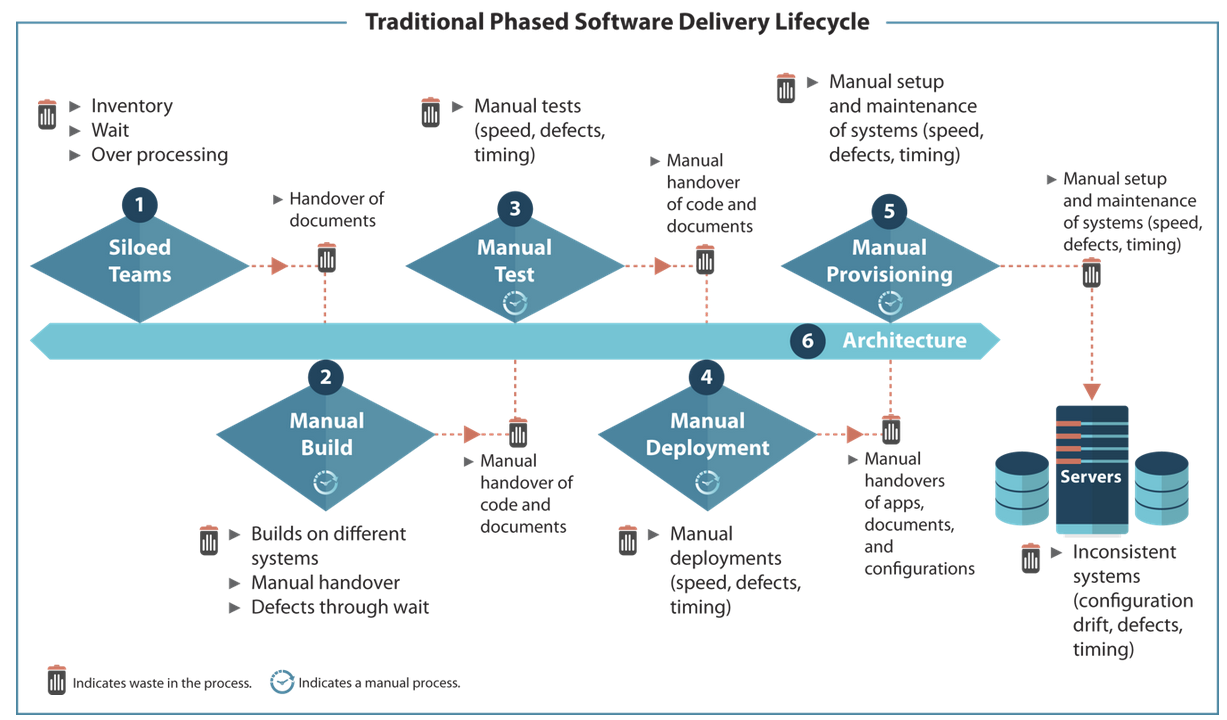 Traditional Phased Software Delivery Lifecycle
Inventory
Wait
Over processing
1
Siloed
Teams
Handover of
documents
Manual tests
(speed, defects,
timing)
3
Manual
Test
Manual
handover
of code and
documents
Manual setup
and maintenance
of systems (speed,
defects, timing)
5
Manual
Provisioning
Manual setup
and maintenance
of systems (speed,
defects, timing)
6 Architecture
2
Manual
Build
Builds on different
systems
Manual handover
Defects through wait
Manual
handover of
code and
documents
4
Manual
Deployment
Manual
deployments
(speed, defects,
timing)
Manual
handovers
of apps,
documents,
and
configurations
Servers
Inconsistent
systems
(configuration
drift, defects,
timing)
Indicates waste in the process.
Indicates a manual process.